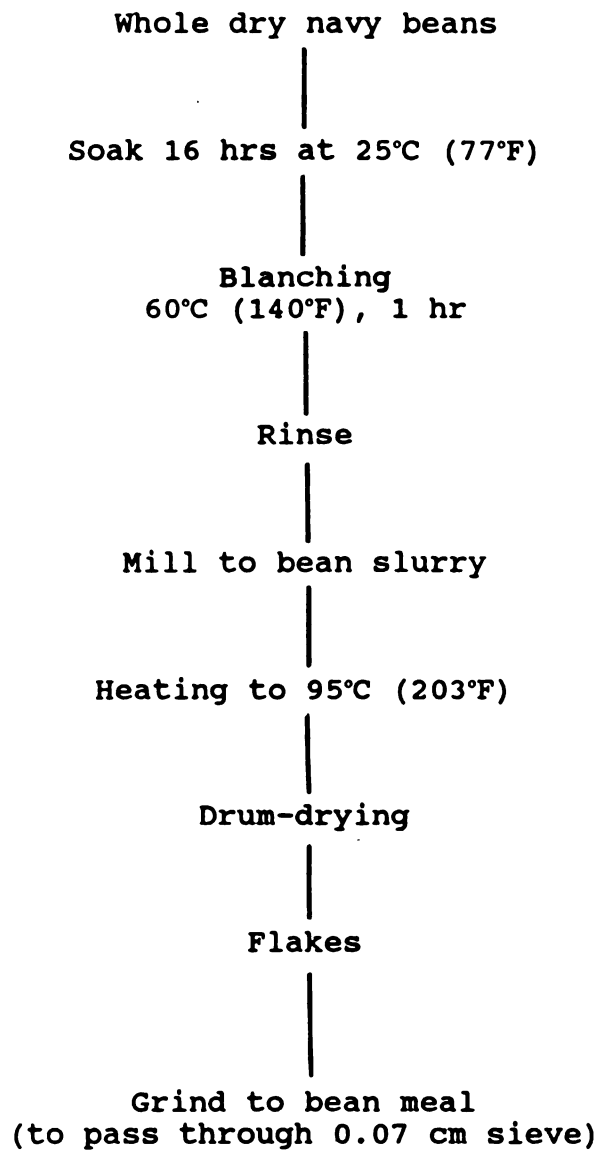 Whole dry navy beans
Soak 16 hrs at 25°C (77°F)
Blanching
60°C (140°F), 1 hr
Rinse
Mill to bean slurry
Heating to 95°C (203°F)
Drum-drying
Flakes
Grind to bean meal
(to pass through 0.07 cm sieve)